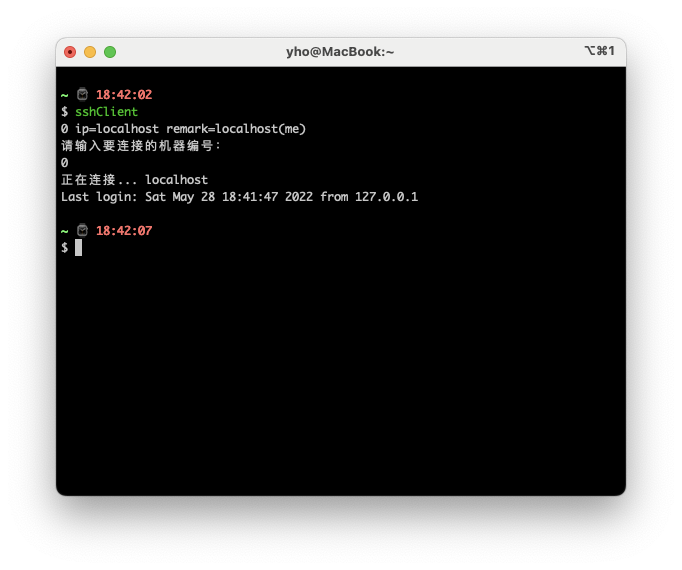 yho@MacBook:~
⌥⌘1
~ 18:42:02
$ sshClient
0 ip=localhost remark=localhost(me)
请输入要连接的机器编号:
0
正在连接... localhost
Last login: Sat May 28 18:41:47 2022 from 127.0.0.1
~ 18:42:07
$